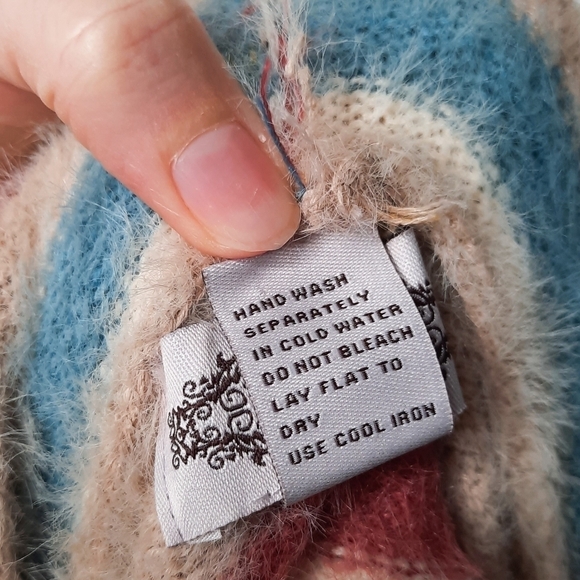 HAND WASH
SEPARATELY
IN COLD WATER
DO NOT BLEACH
LAY FLAT TO
DRY
USE COOL IRON